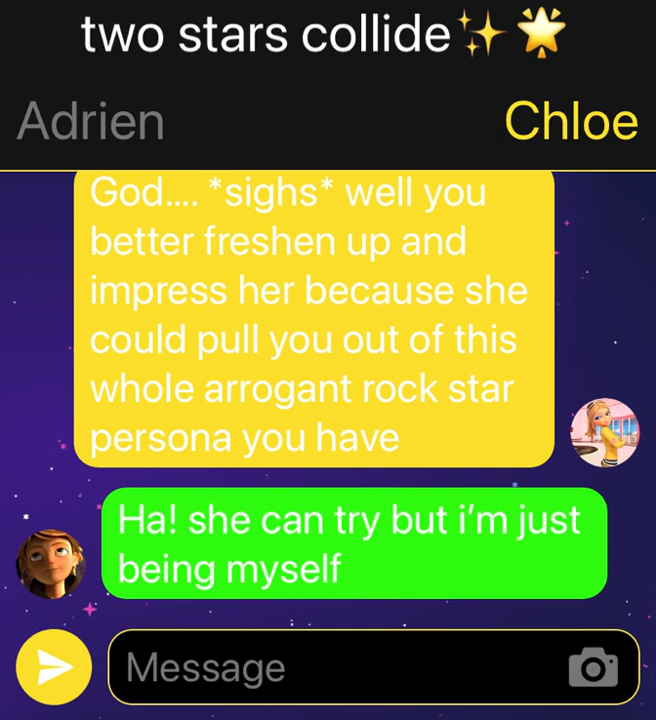 two stars collide✨🌟
Adrien
Chloe
God.... *sighs* well you
better freshen up and
impress her because she
could pull you out of this
whole arrogant rock star
persona you have
Ha! she can try but i’m just
being myself
Message